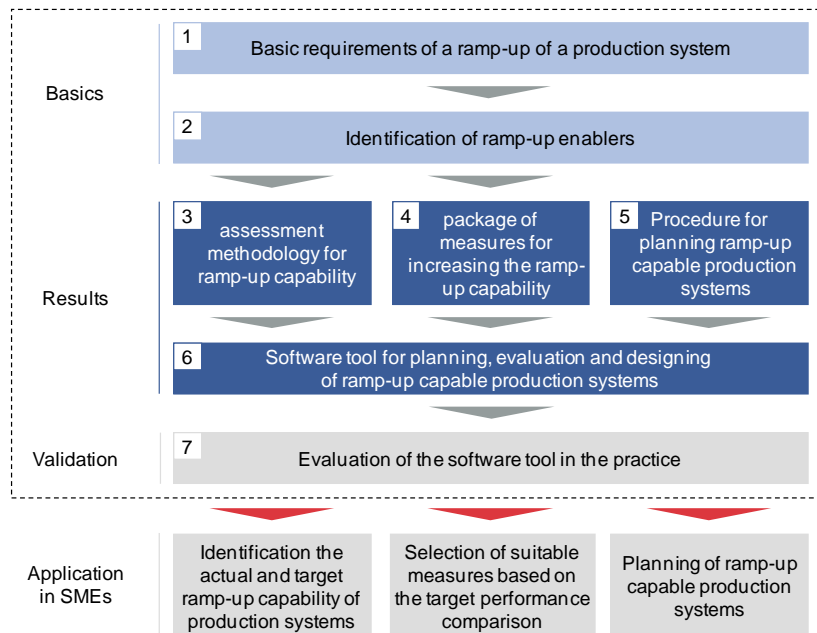 1
Basic requirements of a ramp-up of a production system
Basics
2
Identification of ramp-up enablers
3
assessment
methodology for
ramp-up capability
4
package of
measures for
increasing the ramp-
up capability
5
Procedure for
planning ramp-up
capable production
systems
Results
6
Software tool for planning, evaluation and designing
of ramp-up capable production systems
Validation
7
Evaluation of the software tool in the practice
Application
in SMEs
Identification the
actual and target
ramp-up capability of
production systems
Selection of suitable
measures based on
the target performance
comparison
Planning of ramp-up
capable production
systems